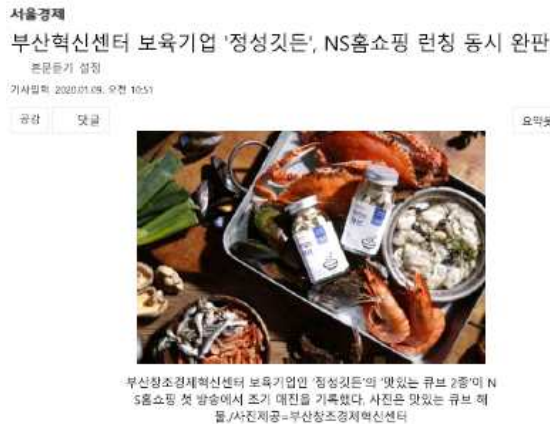 서울경제
부산혁신센터 보육기업 '정성깃든', NS홈쇼핑 런칭 동시 완판
본문듣기 설정
기사입력 2020.01.09. 오전 10:51
공감 댓글
요약봇
부산창조경제혁신센터 보육기업인 '정성깃든'의 '맛있는 큐브 2종'이 N
S홈쇼핑 첫 방송에서 조기 매진을 기록했다. 사진은 맛있는 큐브 해
물./사진제공=부산창조경제혁신센터